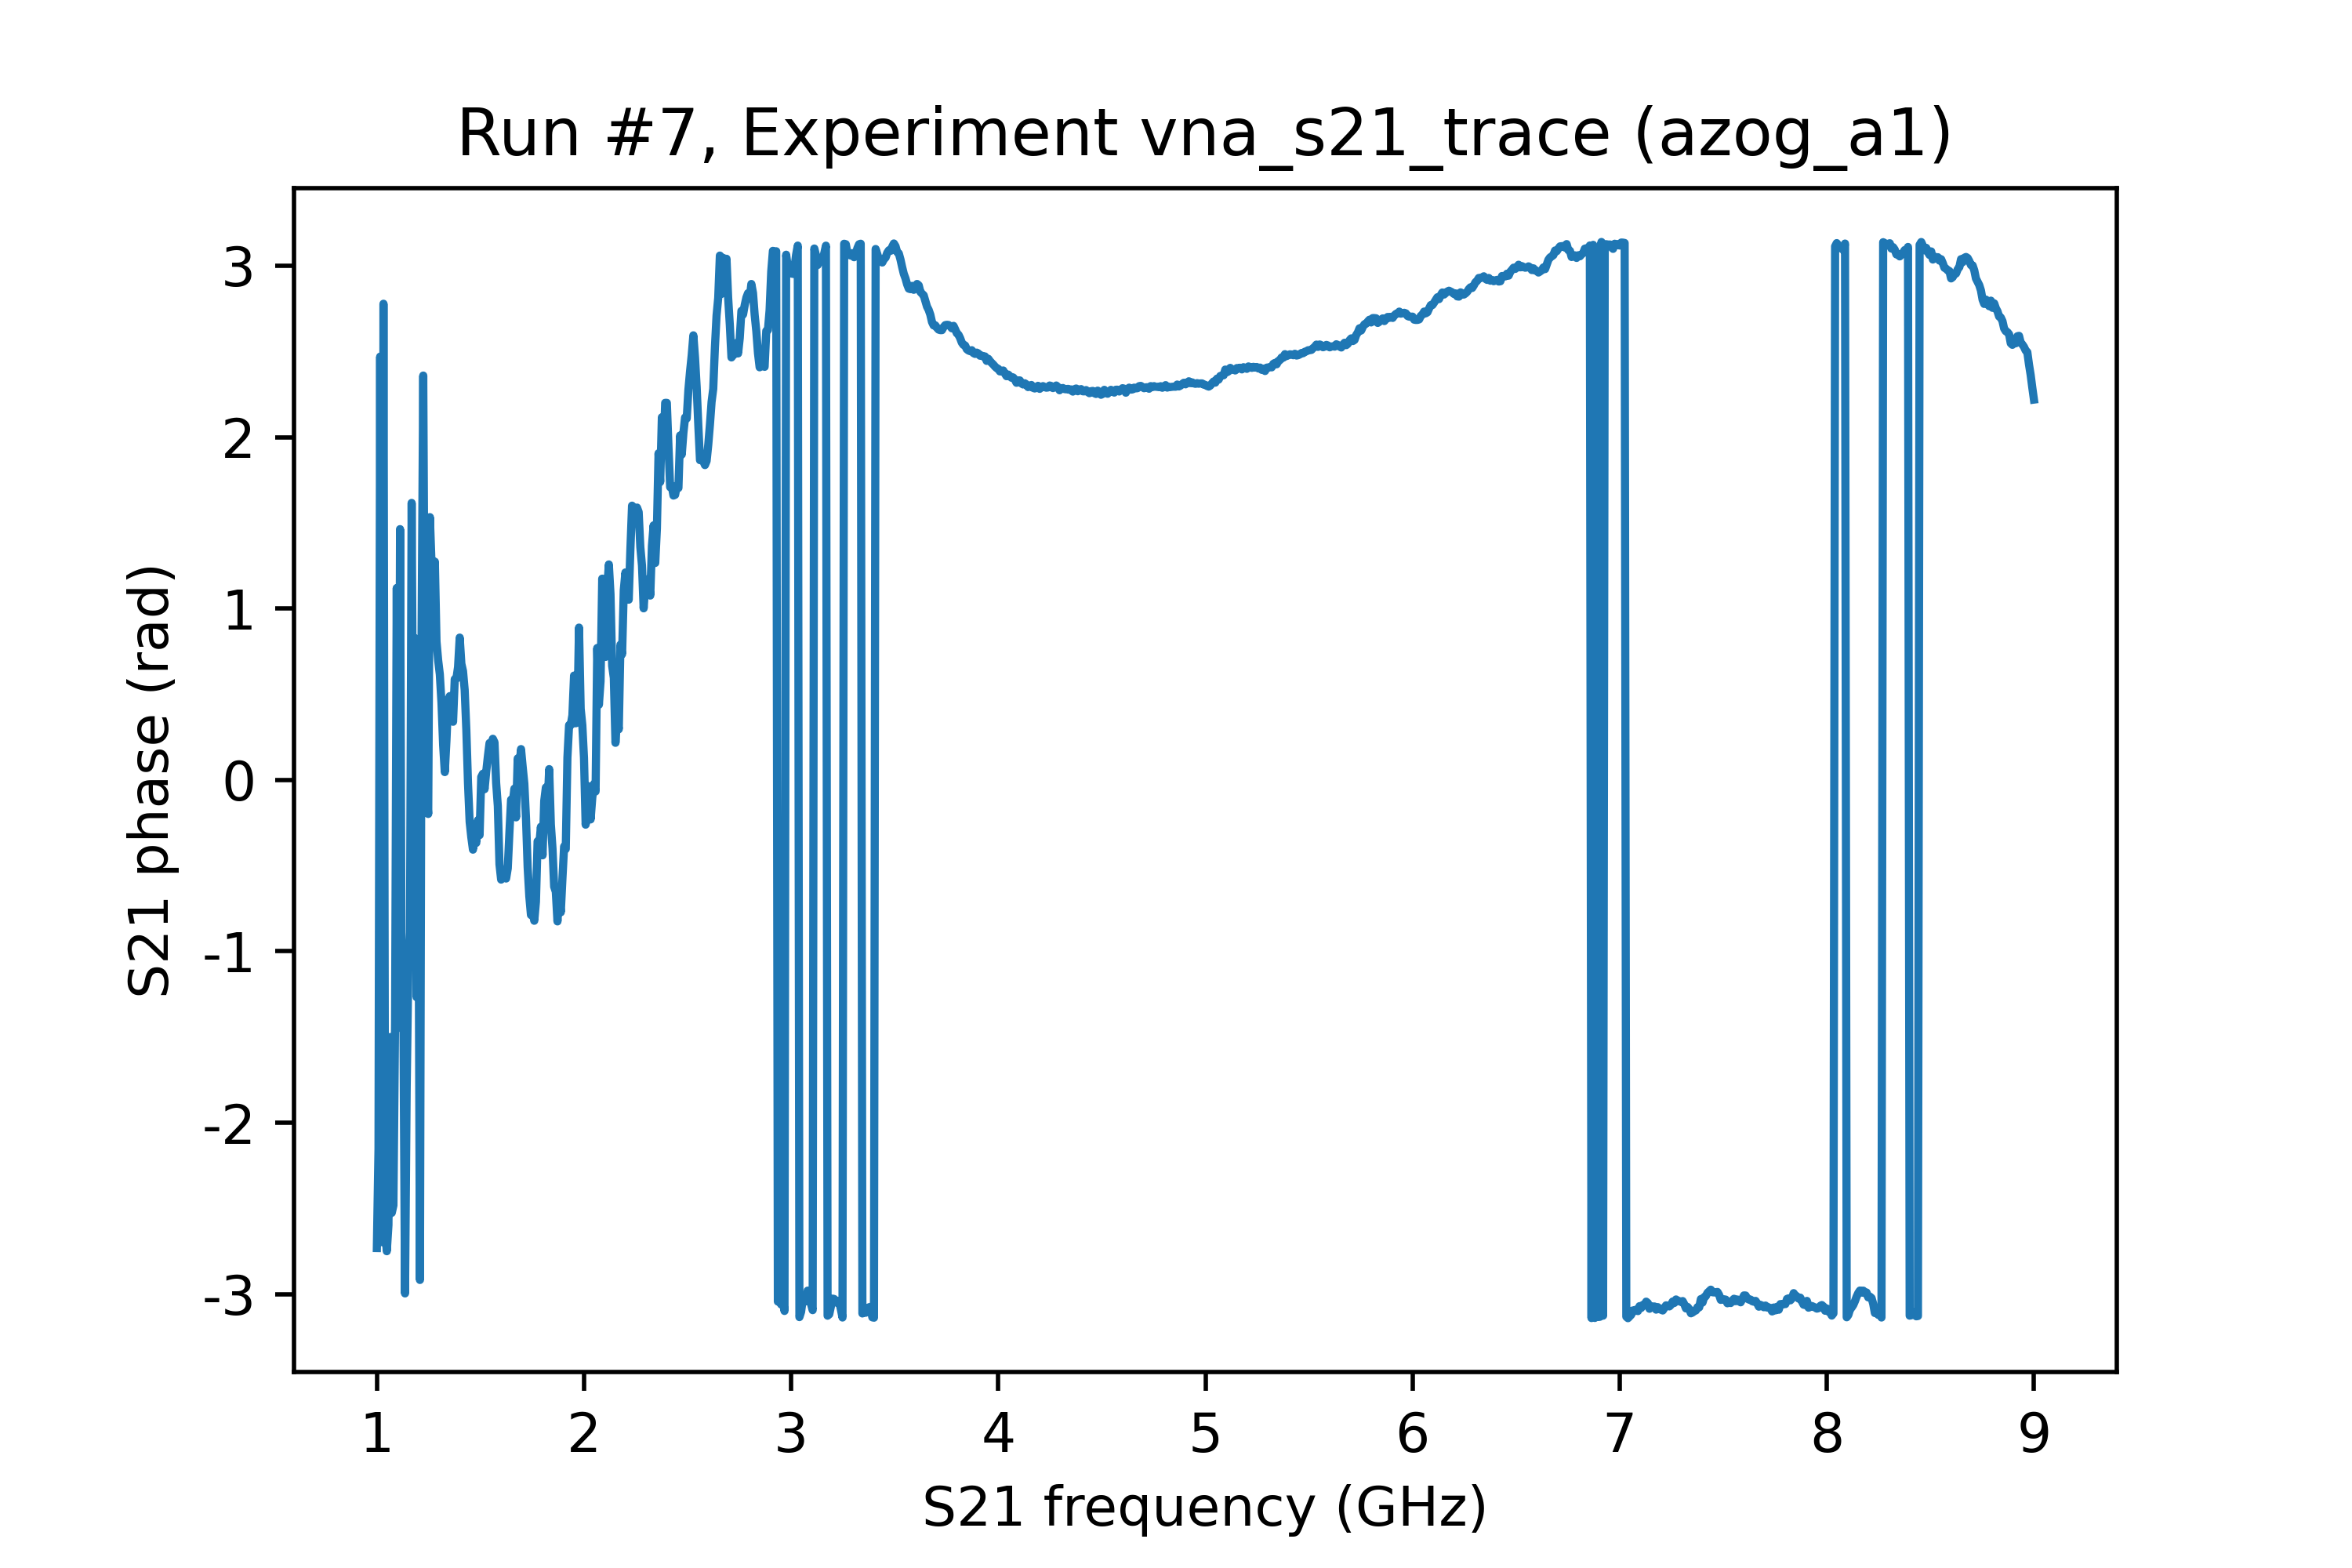 Run #7, Experiment vna_s21_trace (azog_a1)
S21 phase (rad)
3
2
1
0
-1
-2
-3
1 2 3 4 5 6 7 8 9
S21 frequency (GHz)